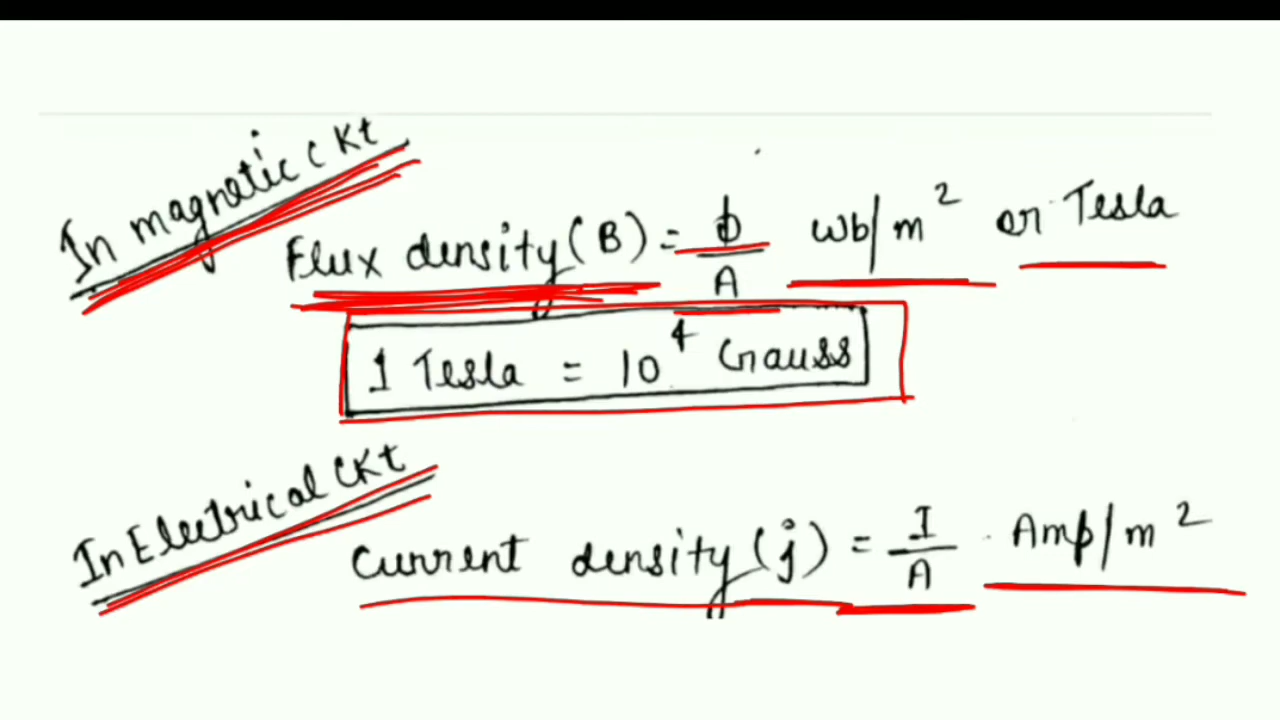 In magnetic CKt
Flux density (B) = ϕ/A wb/m² or Tesla
1 Tesla = 10⁴ Gauss
In Electrical CKt
Current density (j) = I/A Amp/m²